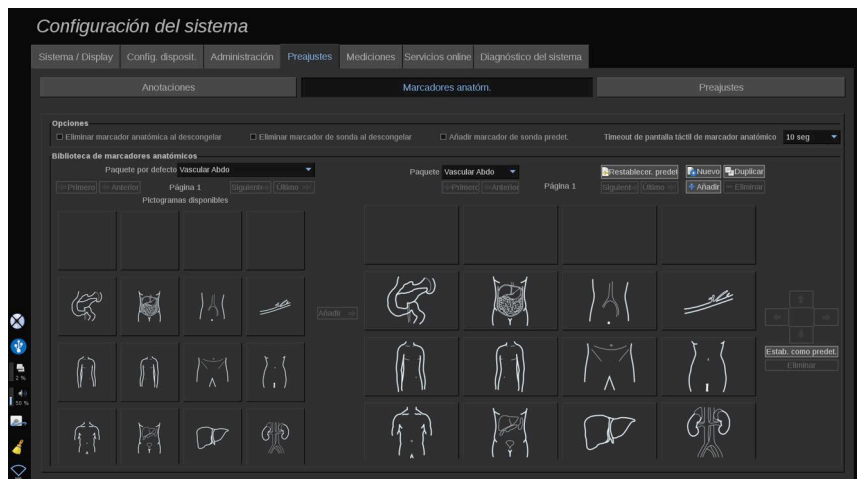 Configuración del sistema
Sistema / Display Config. disposit. Administración Preajustes Mediciones Servicios online Diagnóstico del sistema
Anotaciones Marcadores anatóm. Preajustes
Opciones
Eliminar marcador anatómica al descongelar Eliminar marcador de sonda al descongelar Añadir marcador de sonda predet. Timeout de pantalla táctil de marcador anatómico 10 seg
Biblioteca de marcadores anatómicos
Paquete por defecto Vascular Abdo Paquete Vascular Abdo Restablecer. predet Nuevo Duplicar
Primero Anterior Página 1 Siguiente Último Primero Anterior Página 1 Siguiente Último Añadir Eliminar
Pictogramas disponibles
Añadir
Estab. como predet.
Eliminar
2 %
50 %